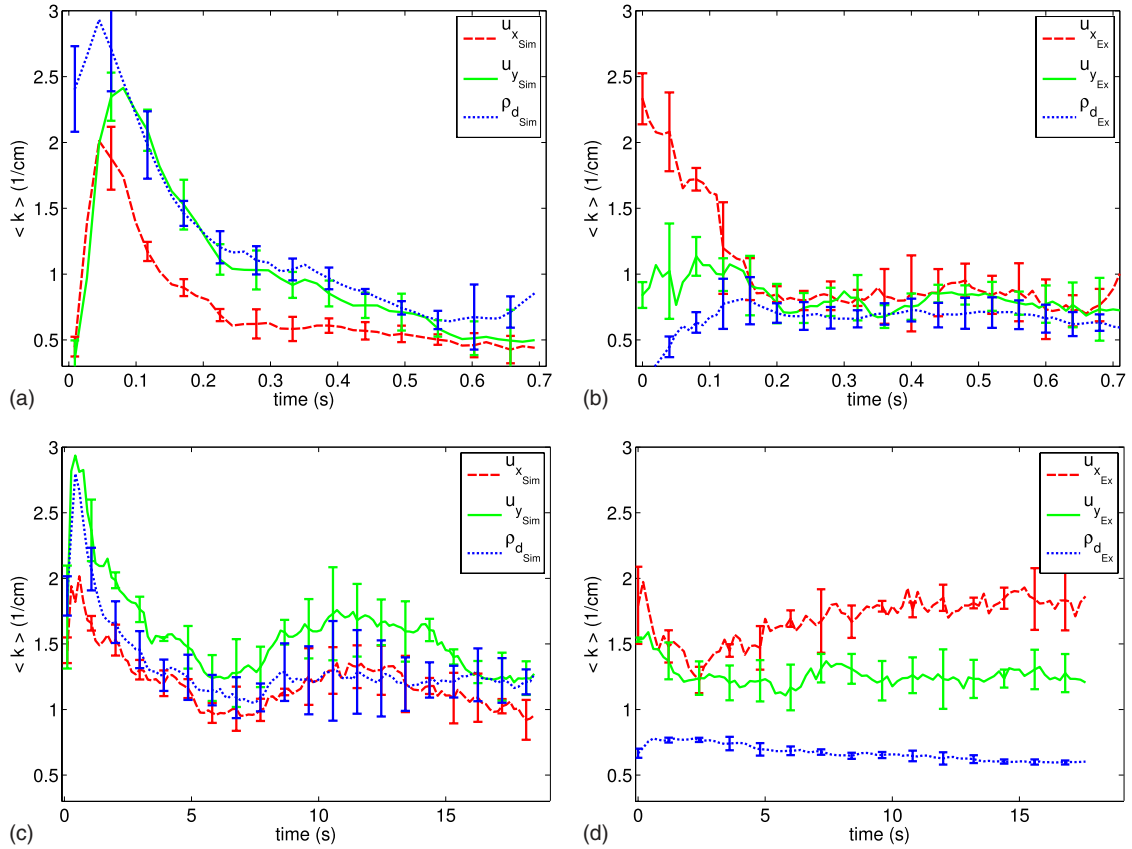 3
2.5
2
1.5
1
0.5
< k > (1/cm)
0 0.1 0.2 0.3 0.4 0.5 0.6 0.7
time (s)
(a)
u_x_Sim
u_y_Sim
ρ_d_Sim
3
2.5
2
1.5
1
0.5
< k > (1/cm)
0 0.1 0.2 0.3 0.4 0.5 0.6 0.7
time (s)
(b)
u_x_Ex
u_y_Ex
ρ_d_Ex
3
2.5
2
1.5
1
0.5
< k > (1/cm)
0 5 10 15
time (s)
(c)
u_x_Sim
u_y_Sim
ρ_d_Sim
3
2.5
2
1.5
1
0.5
< k > (1/cm)
0 5 10 15
time (s)
(d)
u_x_Ex
u_y_Ex
ρ_d_Ex